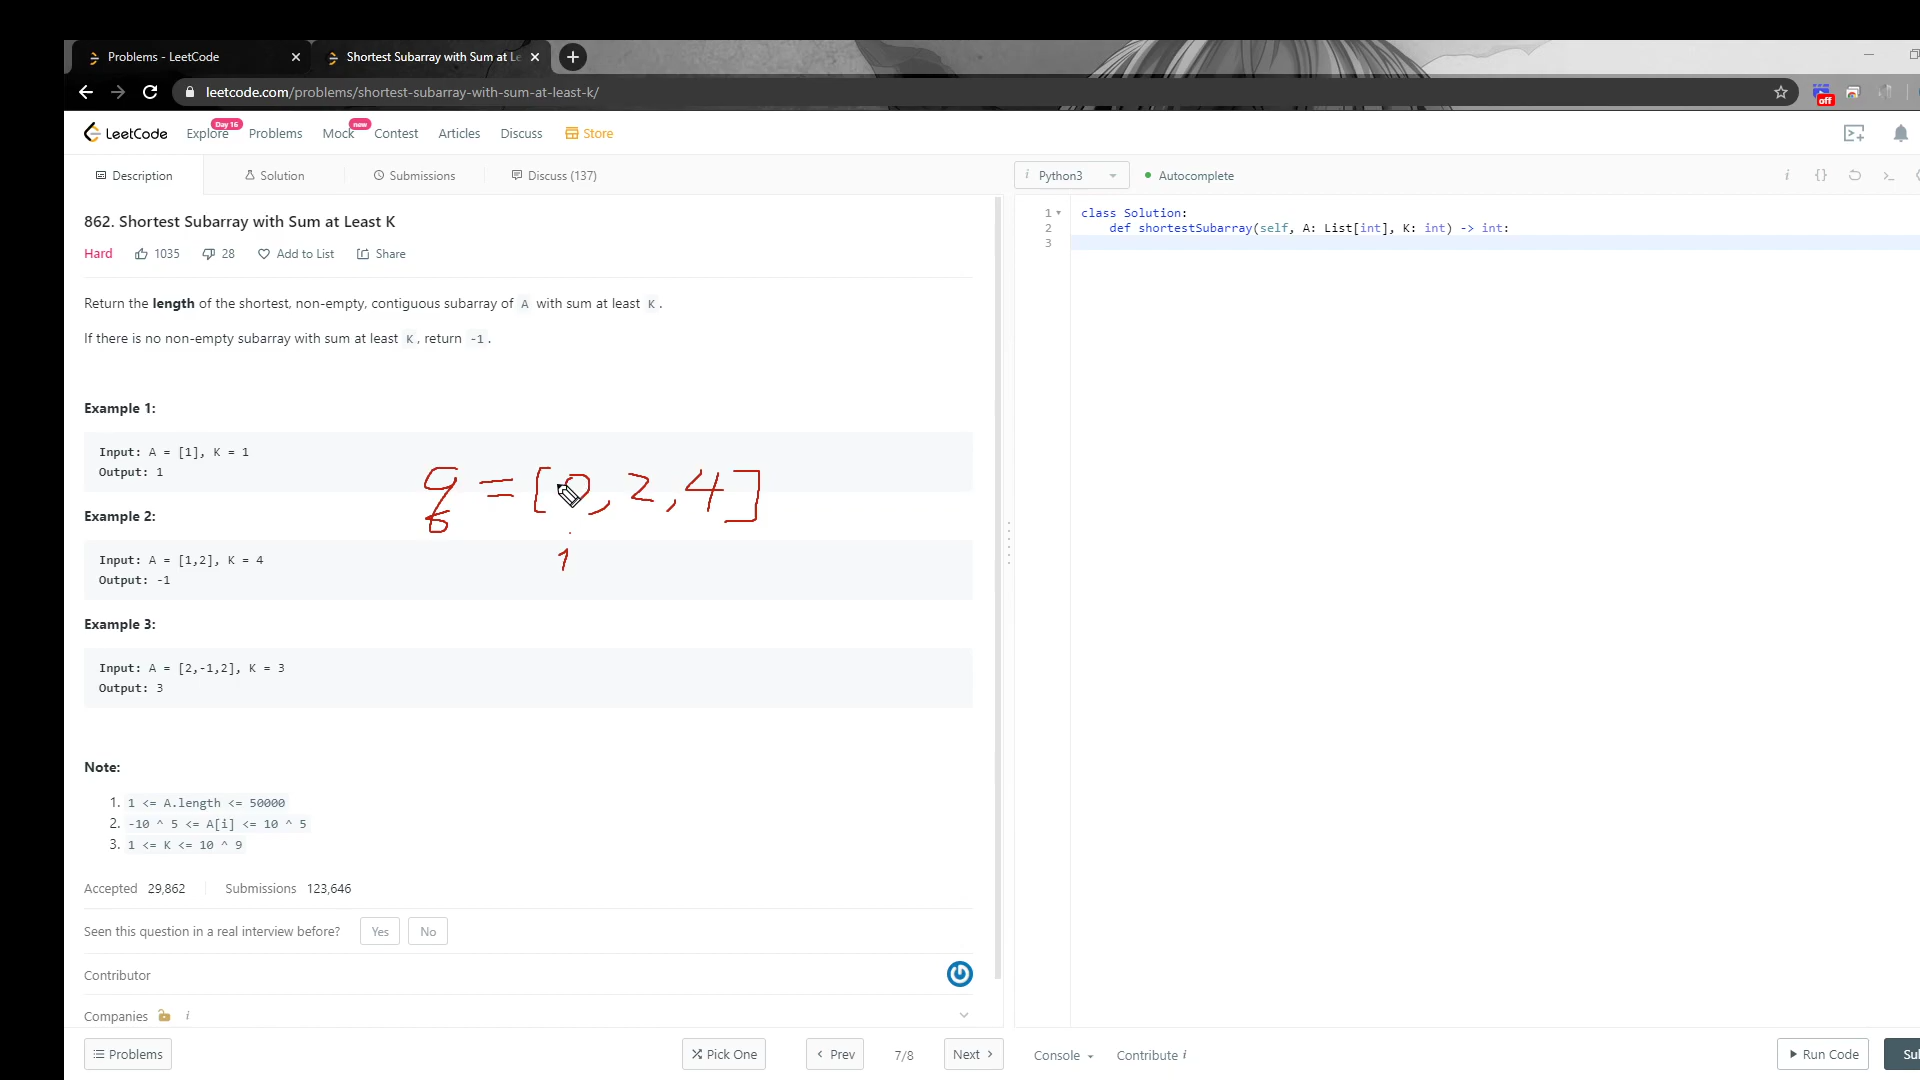 Problems - LeetCode
Shortest Subarray with Sum at Le
leetcode.com/problems/shortest-subarray-with-sum-at-least-k/
off
LeetCode
Explore
Day 16
Problems
Mock
new
Contest
Articles
Discuss
Store
Description
Solution
Submissions
Discuss (137)
i Python3
Autocomplete
i {} >_
862. Shortest Subarray with Sum at Least K
Hard 1035 28 Add to List Share
Return the length of the shortest, non-empty, contiguous subarray of A with sum at least K.
If there is no non-empty subarray with sum at least K, return -1.
Example 1:
Input: A = [1], K = 1
Output: 1
q = [0, 2, 4]
1
Example 2:
Input: A = [1,2], K = 4
Output: -1
Example 3:
Input: A = [2,-1,2], K = 3
Output: 3
Note:
1. 1 <= A.length <= 50000
2. -10 ^ 5 <= A[i] <= 10 ^ 5
3. 1 <= K <= 10 ^ 9
Accepted 29,862 Submissions 123,646
Seen this question in a real interview before? Yes No
Contributor
Companies i
Problems
Pick One
Prev
7/8
Next
1 class Solution:
2 def shortestSubarray(self, A: List[int], K: int) -> int:
3
Console
Contribute i
Run Code
Su